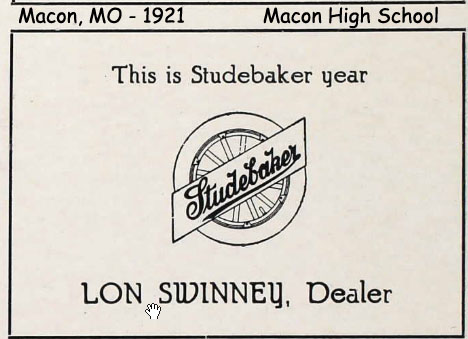 Macon, MO - 1921 Macon High School
This is Studebaker year
Studebaker
LON SWINNEY, Dealer